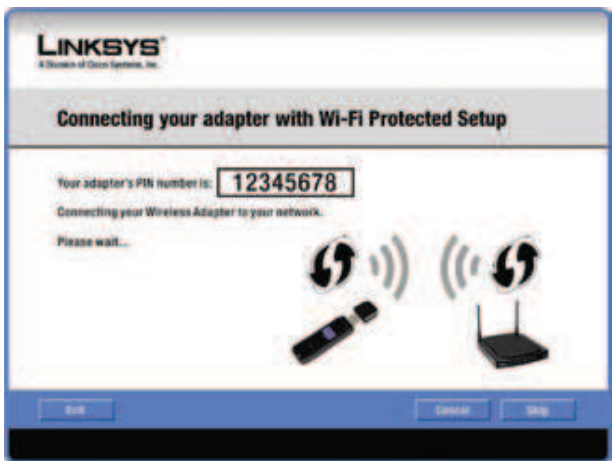 LINKSYS®
A Division of Cisco Systems, Inc.
Connecting your adapter with Wi-Fi Protected Setup
Your adapter's PIN number is: 12345678
Connecting your Wireless Adapter to your network.
Please wait...
Exit Cancel Skip